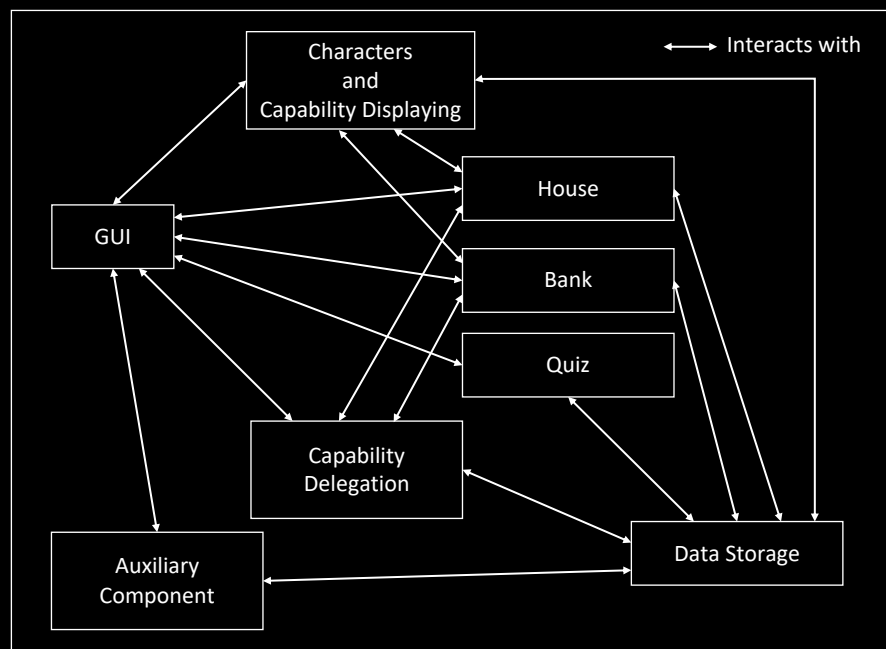 Characters
and
Capability Displaying
Interacts with
House
GUI
Bank
Quiz
Capability
Delegation
Data Storage
Auxiliary
Component